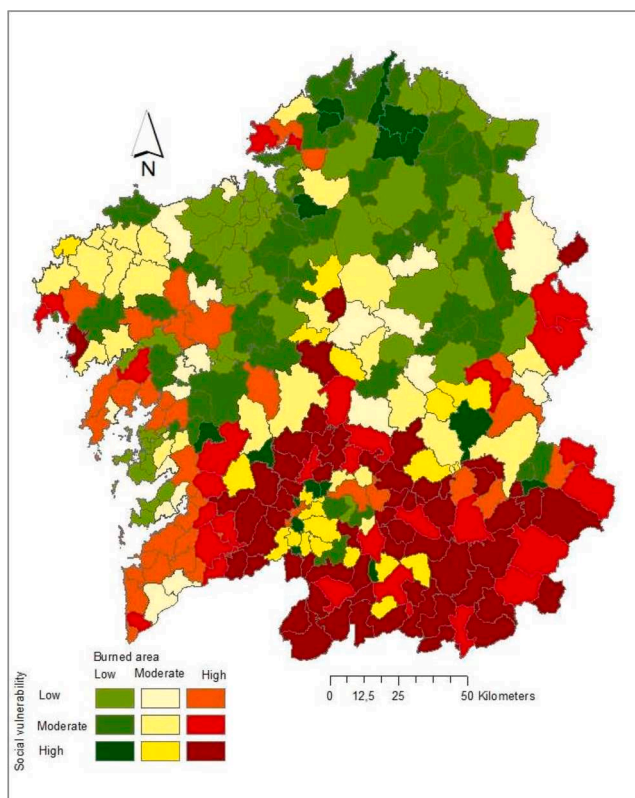 N
Burned area
Low Moderate High
Social vulnerability
Low
Moderate
High
0 12,5 25 50 Kilometers